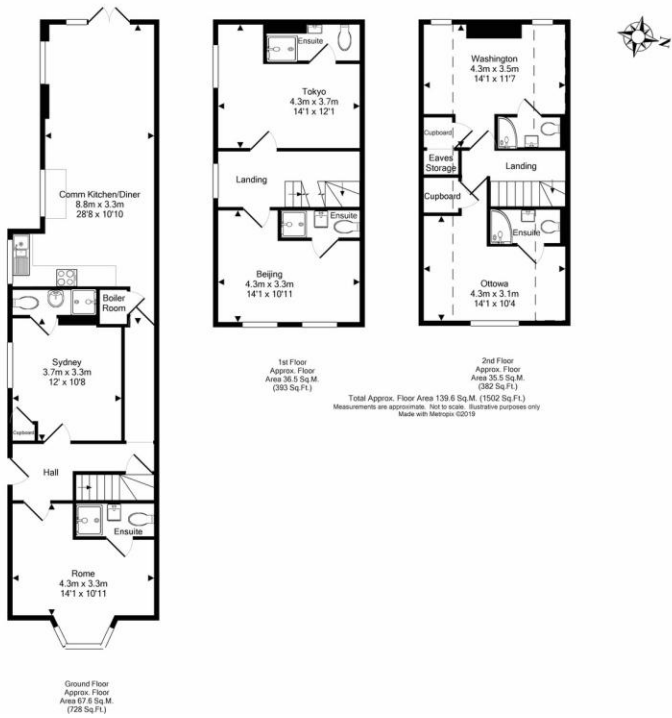 Comm Kitchen/Diner
8.8m x 3.3m
28'8 x 10'10
Boiler
Room
Sydney
3.7m x 3.3m
12' x 10'8
Cupboard
Hall
Ensuite
Rome
4.3m x 3.3m
14'1 x 10'11
Ground Floor
Approx. Floor
Area 67.6 Sq.M.
(728 Sq.Ft.)
Ensuite
Tokyo
4.3m x 3.7m
14'1 x 12'1
Landing
Ensuite
Beijing
4.3m x 3.3m
14'1 x 10'11
1st Floor
Approx. Floor
Area 36.5 Sq.M.
(393 Sq.Ft.)
Washington
4.3m x 3.5m
14'1 x 11'7
Cupboard
Eaves
Storage
Landing
Cupboard
Ensuite
Ottowa
4.3m x 3.1m
14'1 x 10'4
2nd Floor
Approx. Floor
Area 35.5 Sq.M.
(382 Sq.Ft.)
Total Approx. Floor Area 139.6 Sq.M. (1502 Sq.Ft.)
Measurements are approximate. Not to scale. Illustrative purposes only
Made with Metropix ©2019
N